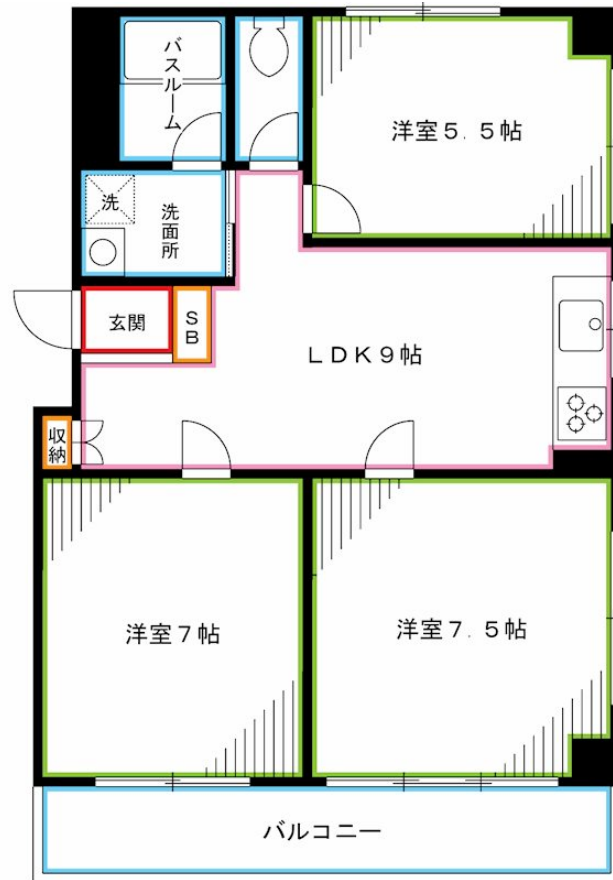 バスルーム
洋室5.5帖
洗
洗面所
玄関
SB
LDK9帖
収納
洋室7帖
洋室7.5帖
バルコニー